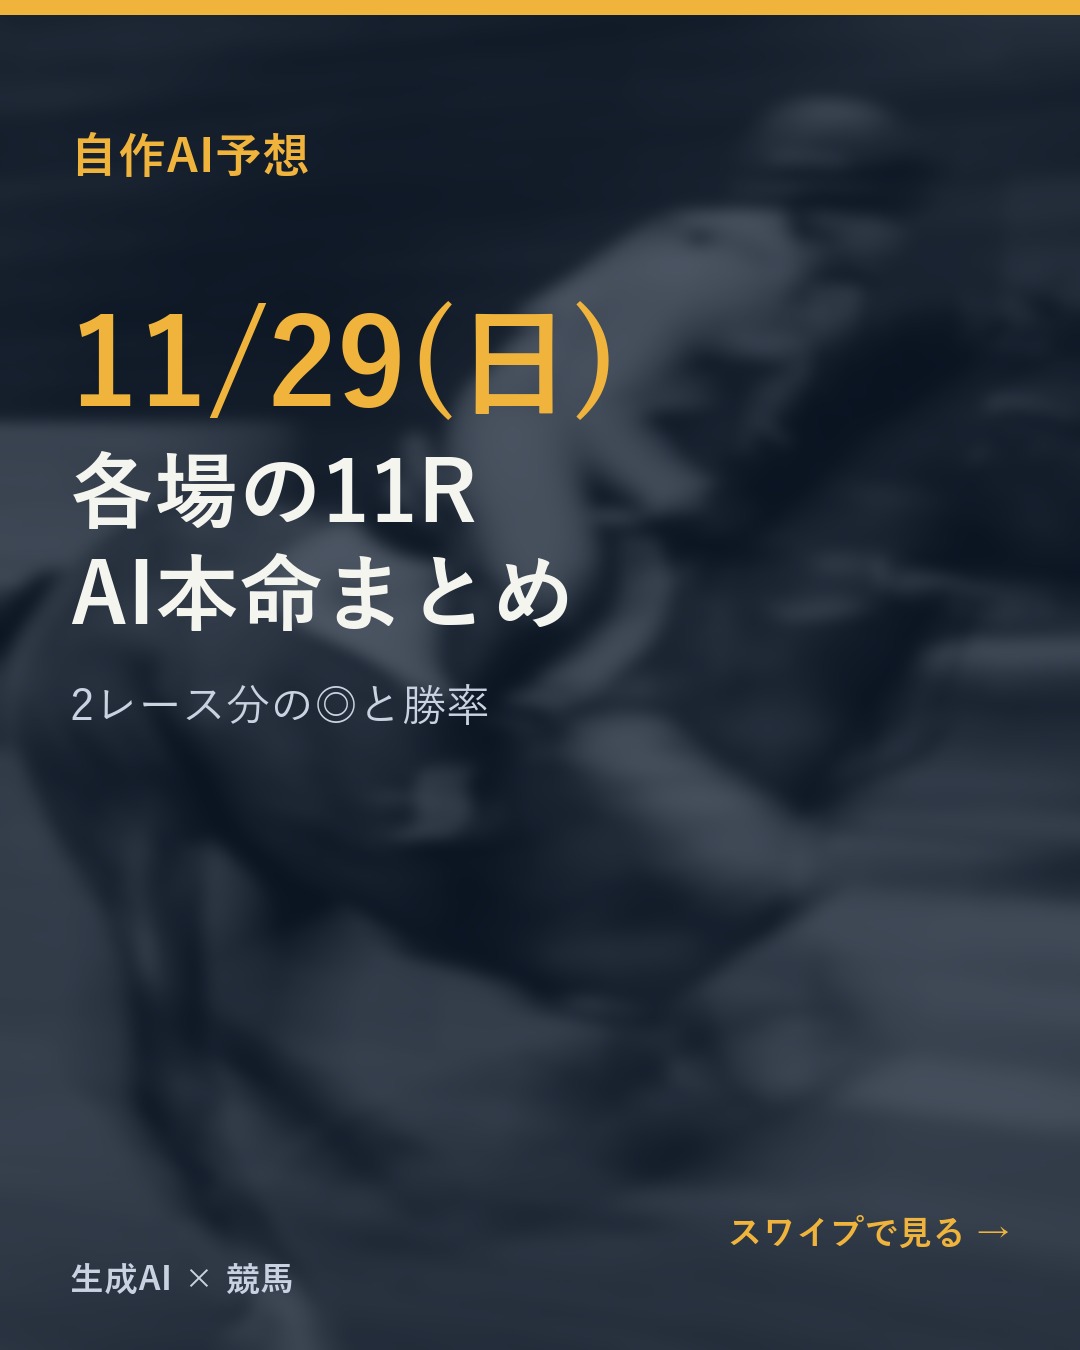 自作AI予想
11/29(日)
各場の11R
AI本命まとめ
2レース分の◎と勝率
スワイプで見る →
生成AI × 競馬